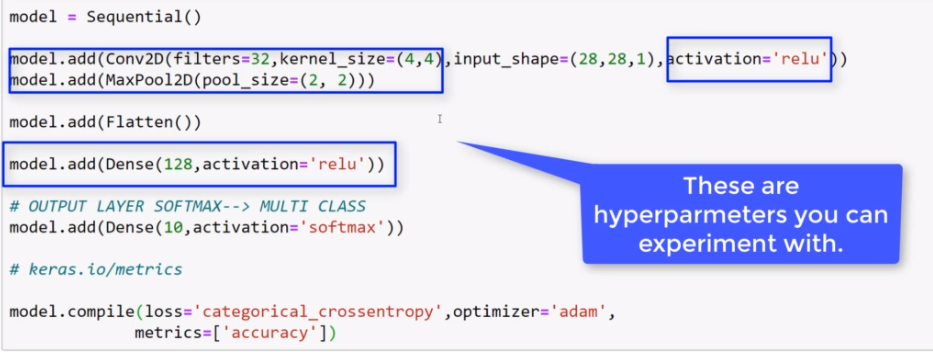 model = Sequential()
model.add(Conv2D(filters=32,kernel_size=(4,4),input_shape=(28,28,1),activation='relu'))
model.add(MaxPool2D(pool_size=(2, 2)))
model.add(Flatten())
model.add(Dense(128,activation='relu'))
# OUTPUT LAYER SOFTMAX--> MULTI CLASS
model.add(Dense(10,activation='softmax'))
# keras.io/metrics
model.compile(loss='categorical_crossentropy',optimizer='adam',
metrics=['accuracy'])
These are
hyperparmeters you can
experiment with.